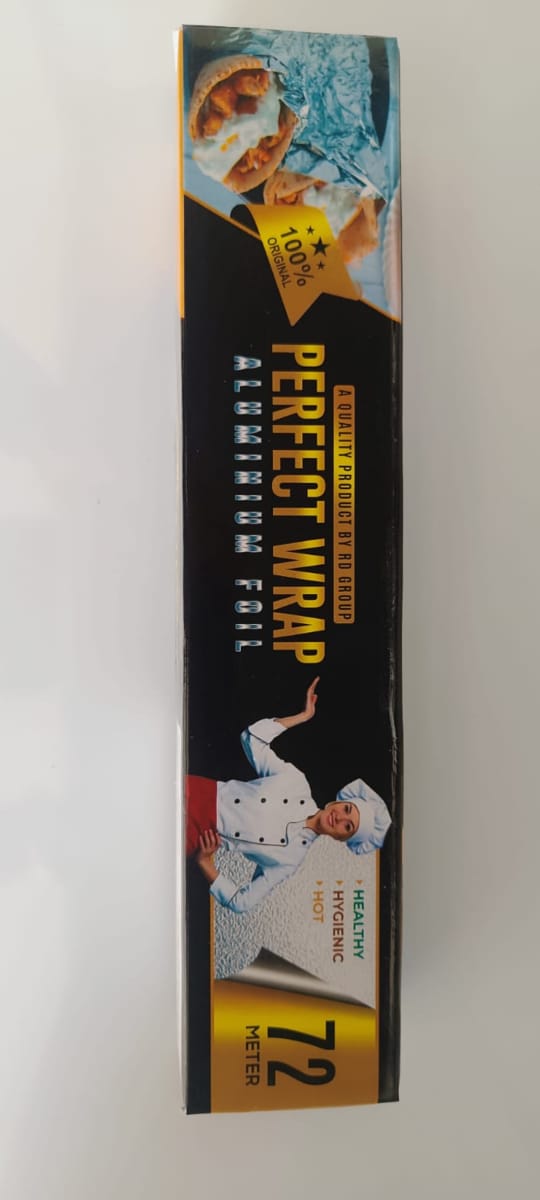 100%
ORIGINAL
A QUALITY PRODUCT BY RD GROUP
PERFECT WRAP
ALUMINIUM FOIL
HEALTHY
HYGIENIC
HOT
72
METER